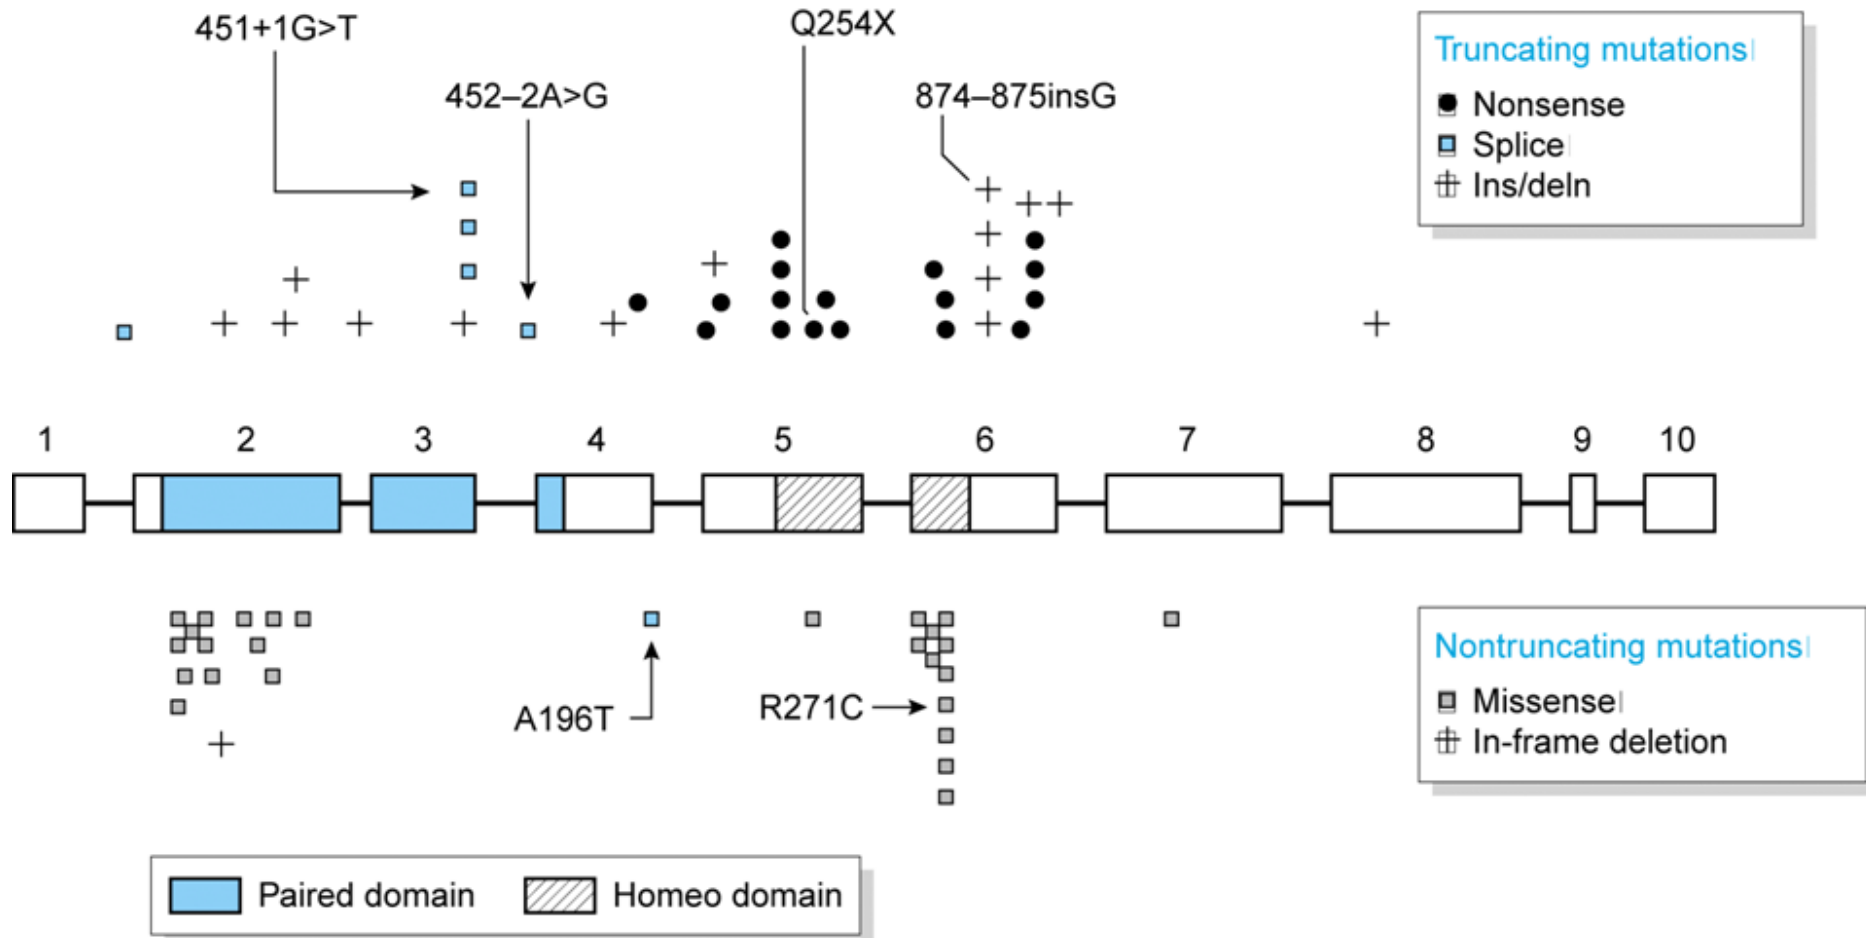 451+1G>T
Q254X
452–2A>G
874–875insG
Truncating mutations
Nonsense
Splice
Ins/deln
1 2 3 4 5 6 7 8 9 10
A196T
R271C
Nontruncating mutations
Missense
In-frame deletion
Paired domain
Homeo domain